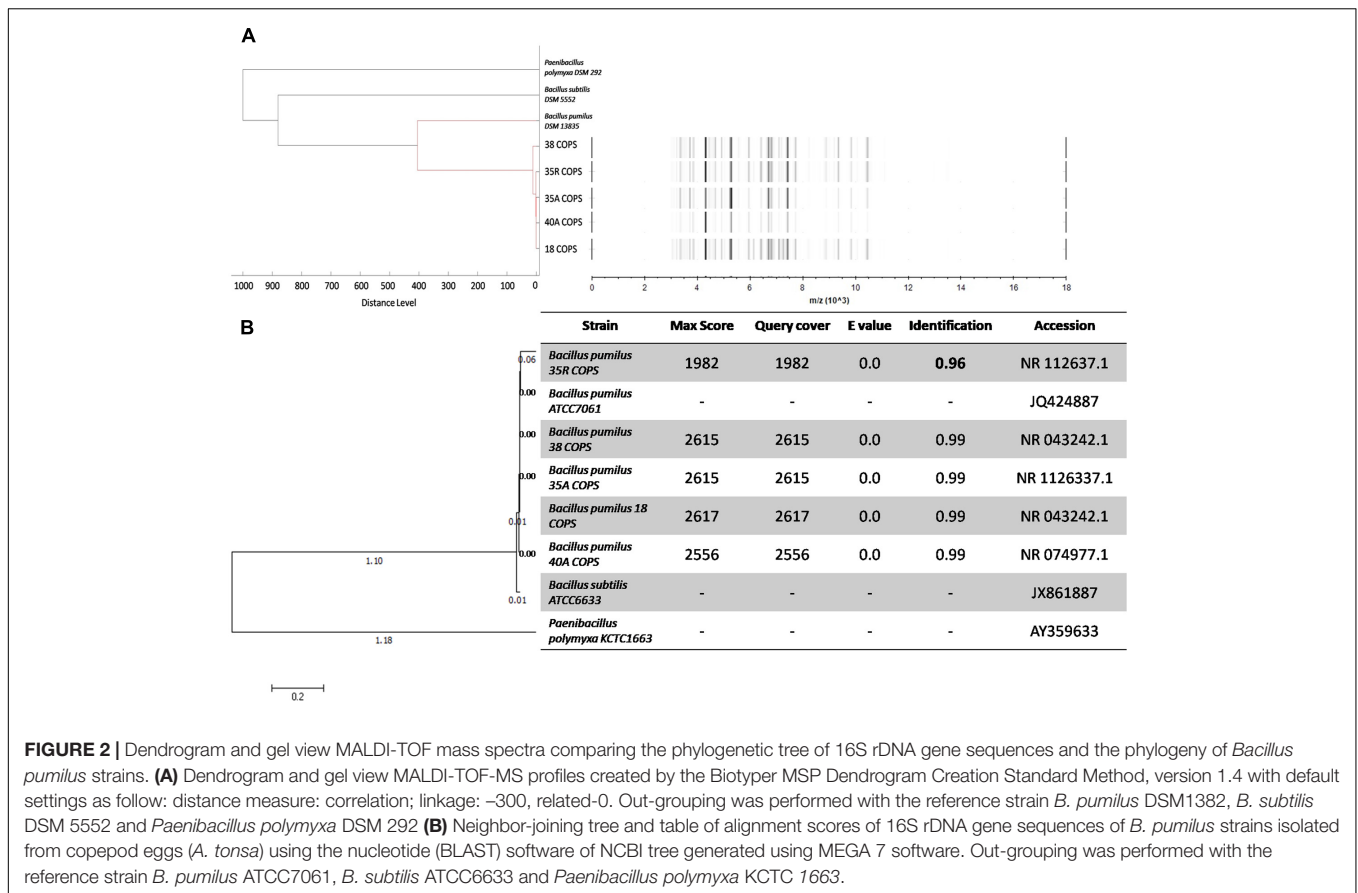 A
Paenibacillus
polymyxa DSM 292
Bacillus subtilis
DSM 5552
Bacillus pumilus
DSM 13835
38 COPS
35R COPS
35A COPS
40A COPS
18 COPS
1000 900 800 700 600 500 400 300 200 100 0
Distance Level
0 2 4 6 8 10 12 14 16 18
m/z (10^3)
B
Strain Max Score Query cover E value Identification Accession
0.06
Bacillus pumilus
35R COPS
1982 1982 0.0 0.96 NR 112637.1
0.00
Bacillus pumilus
ATCC7061
- - - - JQ424887
0.00
Bacillus pumilus
38 COPS
2615 2615 0.0 0.99 NR 043242.1
0.00
Bacillus pumilus
35A COPS
2615 2615 0.0 0.99 NR 1126337.1
0.01
Bacillus pumilus 18
COPS
2617 2617 0.0 0.99 NR 043242.1
0.00
Bacillus pumilus
40A COPS
2556 2556 0.0 0.99 NR 074977.1
1.10
0.01
Bacillus subtilis
ATCC6633
- - - - JX861887
Paenibacillus
polymyxa KCTC1663
- - - - AY359633
1.18
0.2
FIGURE 2 | Dendrogram and gel view MALDI-TOF mass spectra comparing the phylogenetic tree of 16S rDNA gene sequences and the phylogeny of Bacillus
pumilus strains. (A) Dendrogram and gel view MALDI-TOF-MS profiles created by the Biotyper MSP Dendrogram Creation Standard Method, version 1.4 with default
settings as follow: distance measure: correlation; linkage: –300, related-0. Out-grouping was performed with the reference strain B. pumilus DSM1382, B. subtilis
DSM 5552 and Paenibacillus polymyxa DSM 292 (B) Neighbor-joining tree and table of alignment scores of 16S rDNA gene sequences of B. pumilus strains isolated
from copepod eggs (A. tonsa) using the nucleotide (BLAST) software of NCBI tree generated using MEGA 7 software. Out-grouping was performed with the
reference strain B. pumilus ATCC7061, B. subtilis ATCC6633 and Paenibacillus polymyxa KCTC 1663.